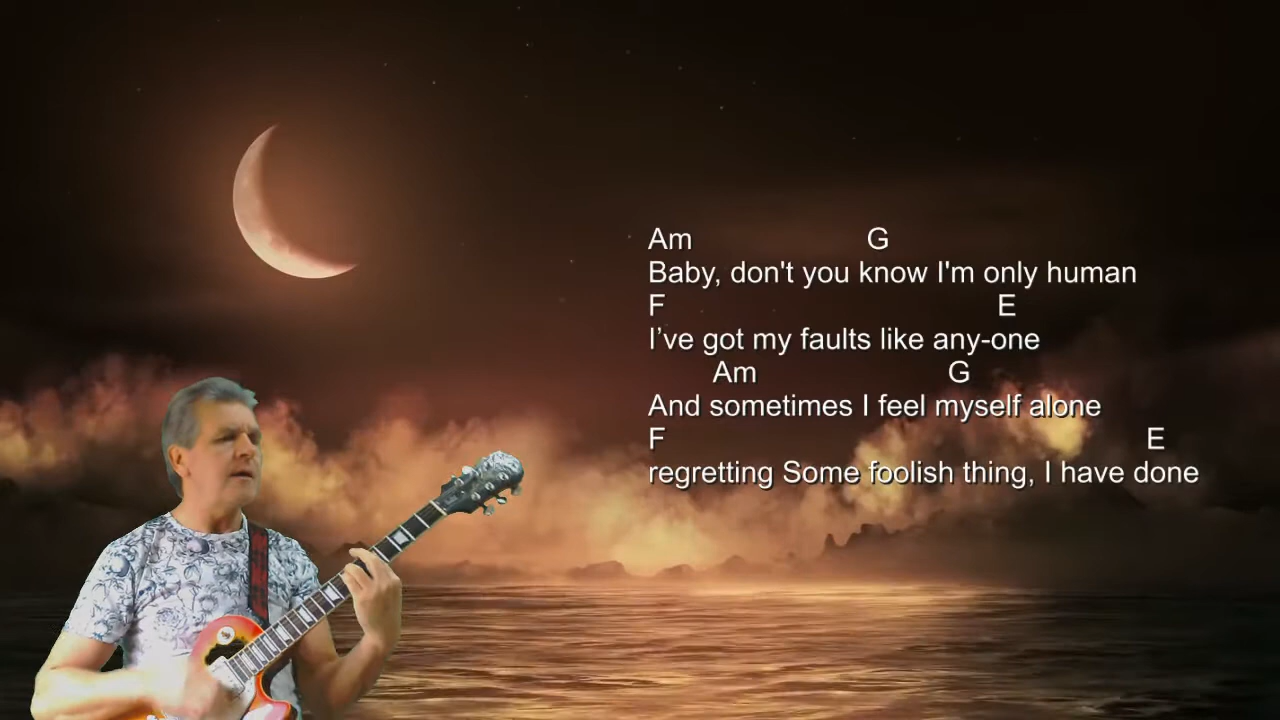 Am G
Baby, don't you know I'm only human
F E
I’ve got my faults like any-one
Am G
And sometimes I feel myself alone
F E
regretting Some foolish thing, I have done